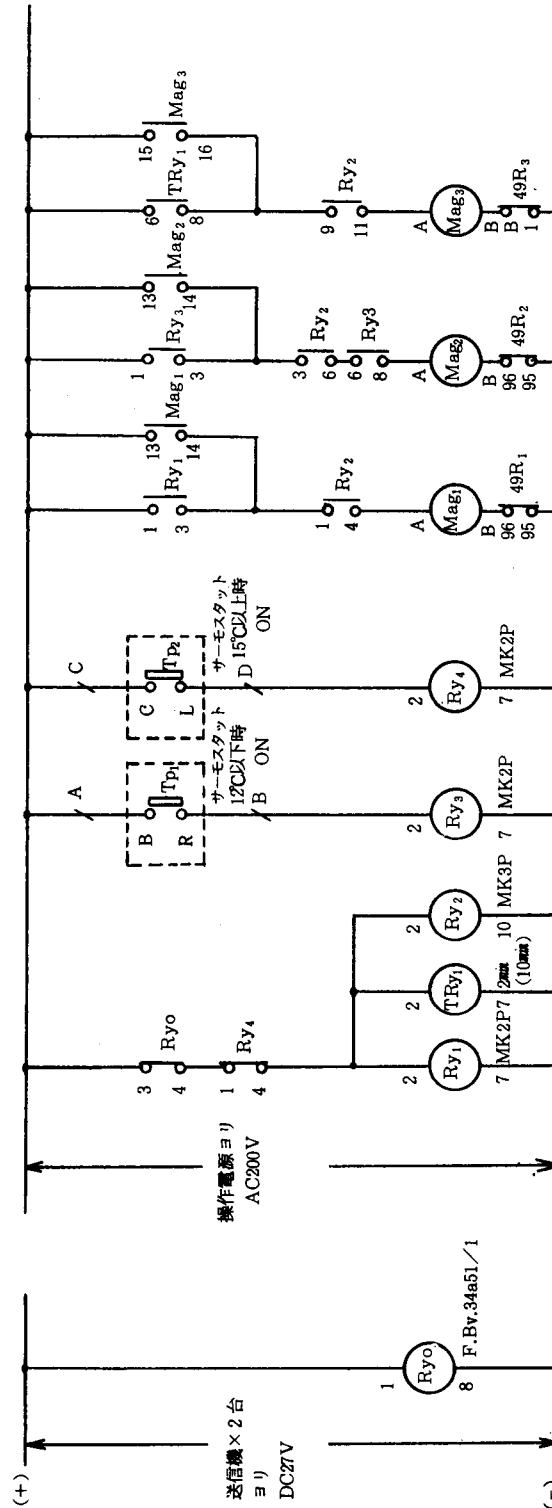 (+)
送信機×2台
ヨリ
DC27V
(-)
1
Ryo
8
F.Bv.34a51/1
操作電源ヨリ
AC200V
3
Ryo
4
1
Ry4
4
2
Ry1
7
MK2P
2
TRy1
7
2min
(10min)
2
Ry2
10
MK3P
A
B
Tp1
R
サーモスタット
12℃以下時
ON
B
2
Ry3
7
MK2P
C
C
Tp2
L
サーモスタット
15℃以上時
ON
D
2
Ry4
7
MK2P
1
Ry1
3
13
Mag1
14
1
Ry2
4
A
Mag1
B
96
49R1
95
1
Ry3
3
13
Mag2
14
3
Ry2
6
6
Ry3
8
A
Mag2
B
96
49R2
95
6
TRy1
8
15
Mag3
16
9
Ry2
11
A
Mag3
B
B
49R3
1